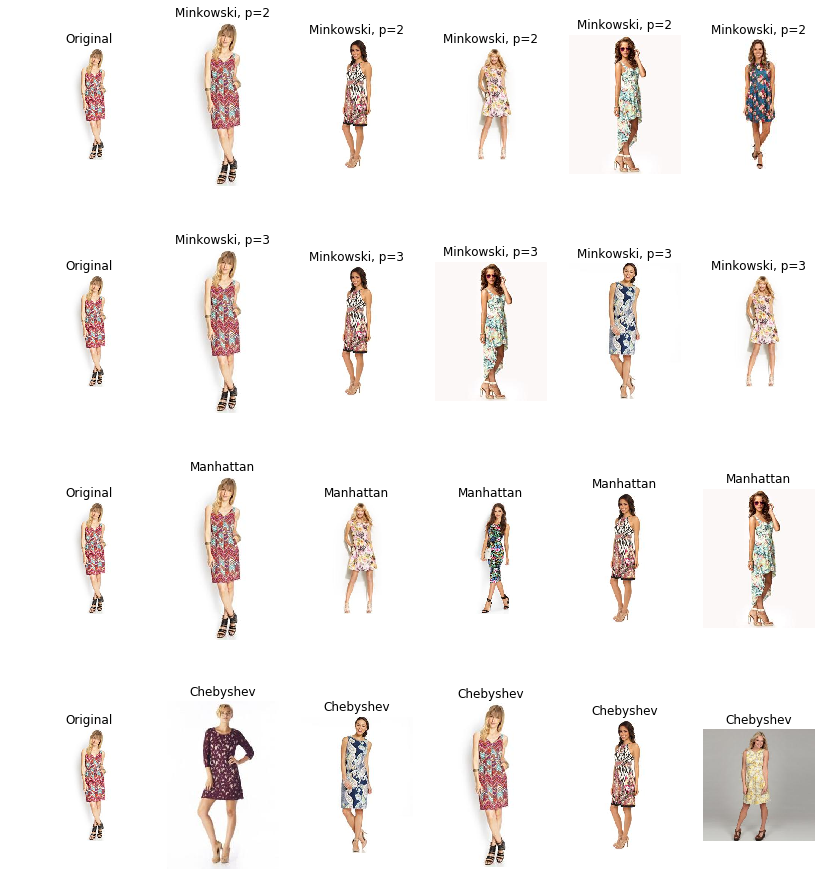 Original
Minkowski, p=2
Minkowski, p=2
Minkowski, p=2
Minkowski, p=2
Minkowski, p=2
Original
Minkowski, p=3
Minkowski, p=3
Minkowski, p=3
Minkowski, p=3
Minkowski, p=3
Original
Manhattan
Manhattan
Manhattan
Manhattan
Manhattan
Original
Chebyshev
Chebyshev
Chebyshev
Chebyshev
Chebyshev